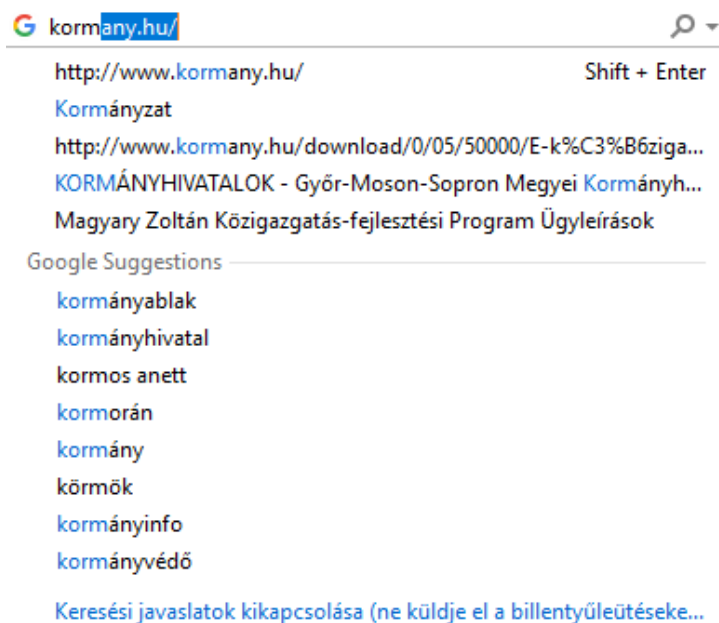 kormany.hu/
http://www.kormany.hu/ Shift + Enter
Kormányzat
http://www.kormany.hu/download/0/05/50000/E-k%C3%B6ziga...
KORMÁNYHIVATALOK - Győr-Moson-Sopron Megyei Kormányh...
Magyary Zoltán Közigazgatás-fejlesztési Program Ügyleírások
Google Suggestions
kormányablak
kormányhivatal
kormos anett
kormorán
kormány
körmök
kormányinfo
kormányvédő
Keresési javaslatok kikapcsolása (ne küldje el a billentyűleütéseke...